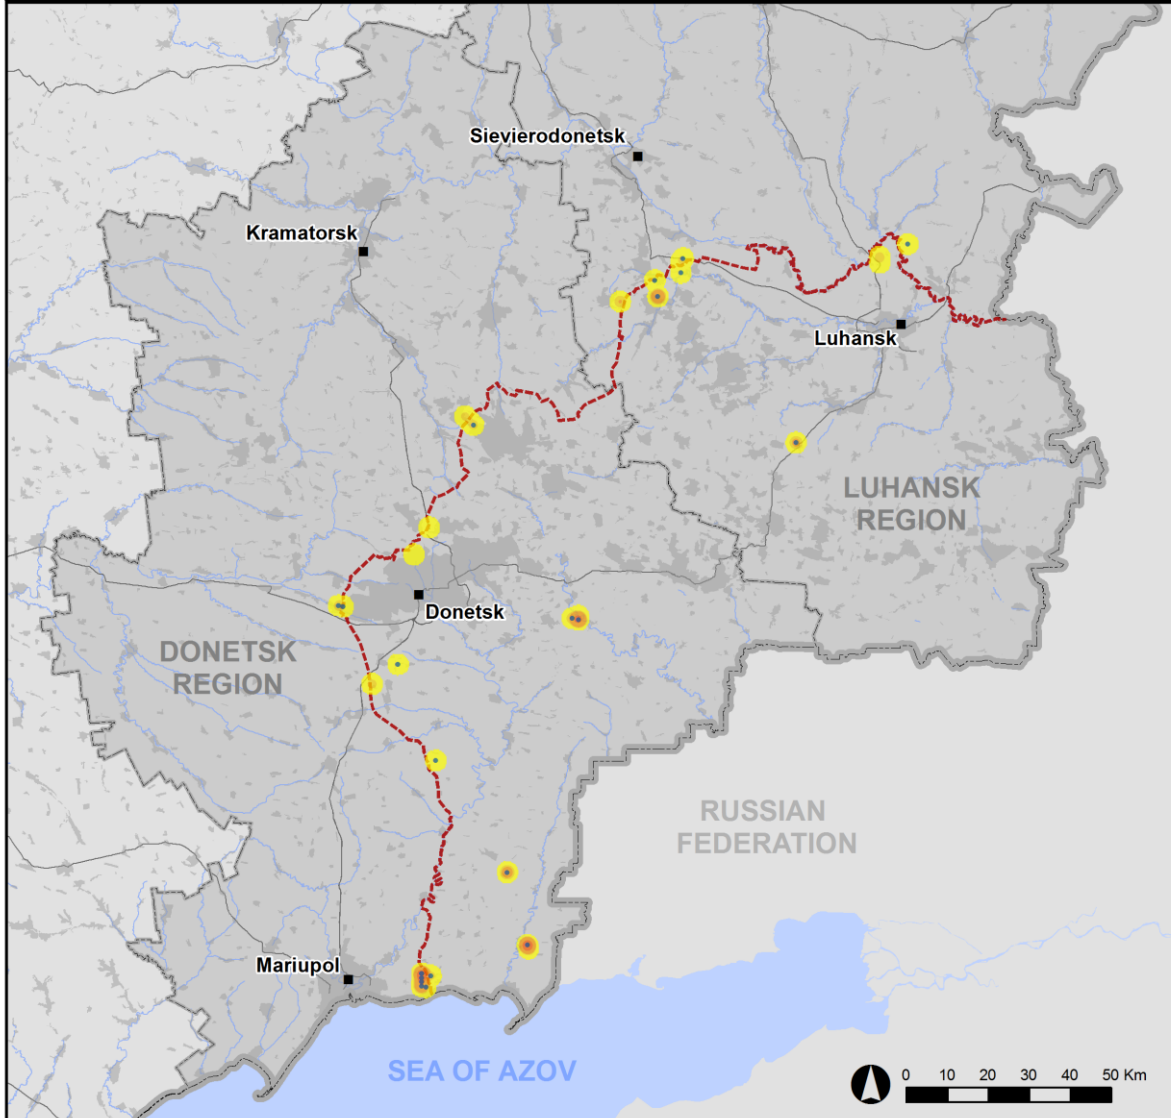 Sievierodonetsk
Kramatorsk
Luhansk
LUHANSK
REGION
Donetsk
DONETSK
REGION
RUSSIAN
FEDERATION
Mariupol
SEA OF AZOV
0 10 20 30 40 50 Km